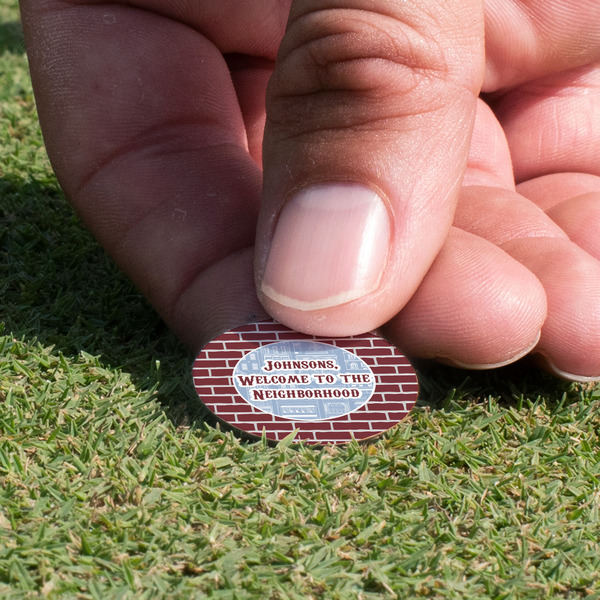 Johnsons,
Welcome to the
Neighborhood